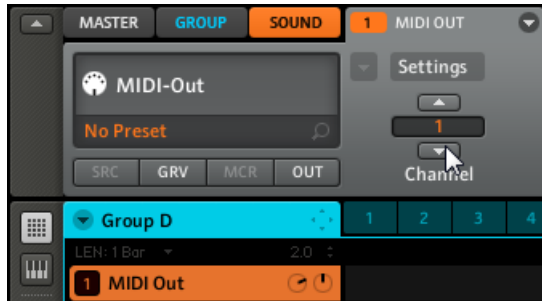 MASTER GROUP SOUND 1 MIDI OUT
MIDI-Out Settings
No Preset 1
SRC GRV MCR OUT Channel
Group D 1 2 3 4
LEN: 1 Bar 2.0
1 MIDI Out